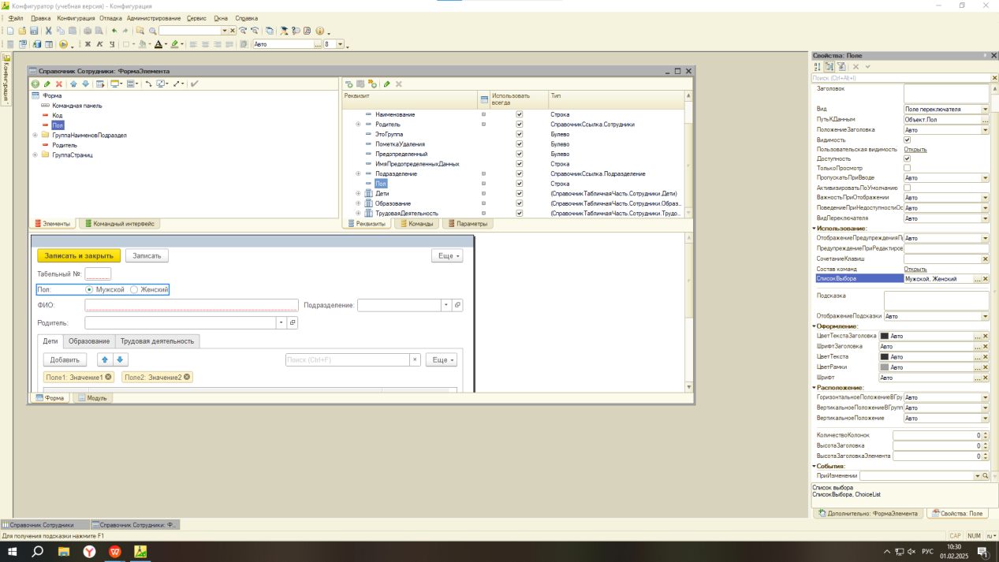 Конфигуратор (учебная версия) - Конфигурация
Файл Правка Конфигурация Отладка Администрирование Сервис Окна Справка
Ж К Ч А Авто ... 8
Конфигурация
Справочник Сотрудники: ФормаЭлемента
Форма
Командная панель
Код
Пол
ГруппаНаименовПодраздел
Родитель
ГруппаСтраниц
Элементы Командный интерфейс
Реквизит Использовать всегда Тип
Наименование Строка
Родитель СправочникСсылка.Сотрудники
ЭтоГруппа Булево
ПометкаУдаления Булево
Предопределенный Булево
ИмяПредопределенныхДанных Строка
Подразделение СправочникСсылка.Подразделение
Пол Строка
Дети (СправочникТабличнаяЧасть.Сотрудники.Дети)
Образование (СправочникТабличнаяЧасть.Сотрудники.Образ...
ТрудоваяДеятельность (СправочникТабличнаяЧасть.Сотрудники.Трудо...
Реквизиты Команды Параметры
Записать и закрыть Записать Еще
Табельный №:
Пол: Мужской Женский
ФИО: Подразделение:
Родитель:
Дети Образование Трудовая деятельность
Добавить Поиск (Ctrl+F) × Еще
Поле1: Значение1 Поле2: Значение2
Форма Модуль
Свойства: Поле
Поиск (Ctrl+Alt+I)
Заголовок
Вид Поле переключателя
ПутьКДанным Объект.Пол ...
ПоложениеЗаголовка Авто
Видимость
Пользовательская видимость Открыть
Доступность
ТолькоПросмотр
ПропускатьПриВводе Авто
АктивизироватьПоУмолчанию
ВажностьПриОтображении Авто
ПоведениеПриНедоступностиОс Авто
ВидПереключателя Авто
Использование:
ОтображениеПредупрежденияПр Авто
ПредупреждениеПриРедактиров
СочетаниеКлавиш
Состав команд Открыть
СписокВыбора Мужской, Женский ...
Подсказка
ОтображениеПодсказки Авто
Оформление:
ЦветТекстаЗаголовка Авто ...
ШрифтЗаголовка Авто ...
ЦветТекста Авто ...
ЦветРамки Авто ...
Шрифт Авто ...
Расположение:
ГоризонтальноеПоложениеВГру Авто
ВертикальноеПоложениеВГрупп Авто
ВертикальноеПоложение Авто
КоличествоКолонок 0
ВысотаЗаголовка 0
ВысотаЗаголовкаЭлемента 0
События:
ПриИзменении
Список выбора
СписокВыбора, ChoiceList
Дополнительно: ФормаЭлемента Свойства: Поле
Справочник Сотрудники Справочник Сотрудники: Ф...
Для получения подсказки нажмите F1 CAP NUM ru
РУС 10:30
01.02.2025 1